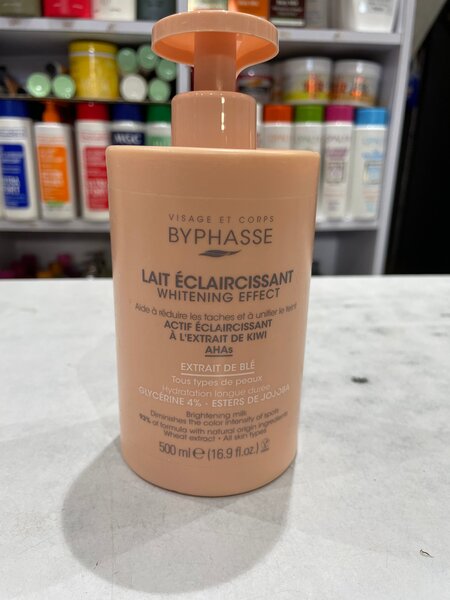 VISAGE ET CORPS
BYPHASSE
LAIT ÉCLAIRCISSANT
WHITENING EFFECT
Aide à réduire les taches et à unifier le teint
ACTIF ÉCLAIRCISSANT
À L'EXTRAIT DE KIWI
AHAs
EXTRAIT DE BLÉ
Tous types de peaux
Hydratation longue durée
GLYCÉRINE 4% - ESTERS DE JOJOBA
Brightening milk
Diminishes the color intensity of spots
92% of formula with natural origin ingredients
Wheat extract • All skin types
500 ml ℮ (16.9 fl.oz.)